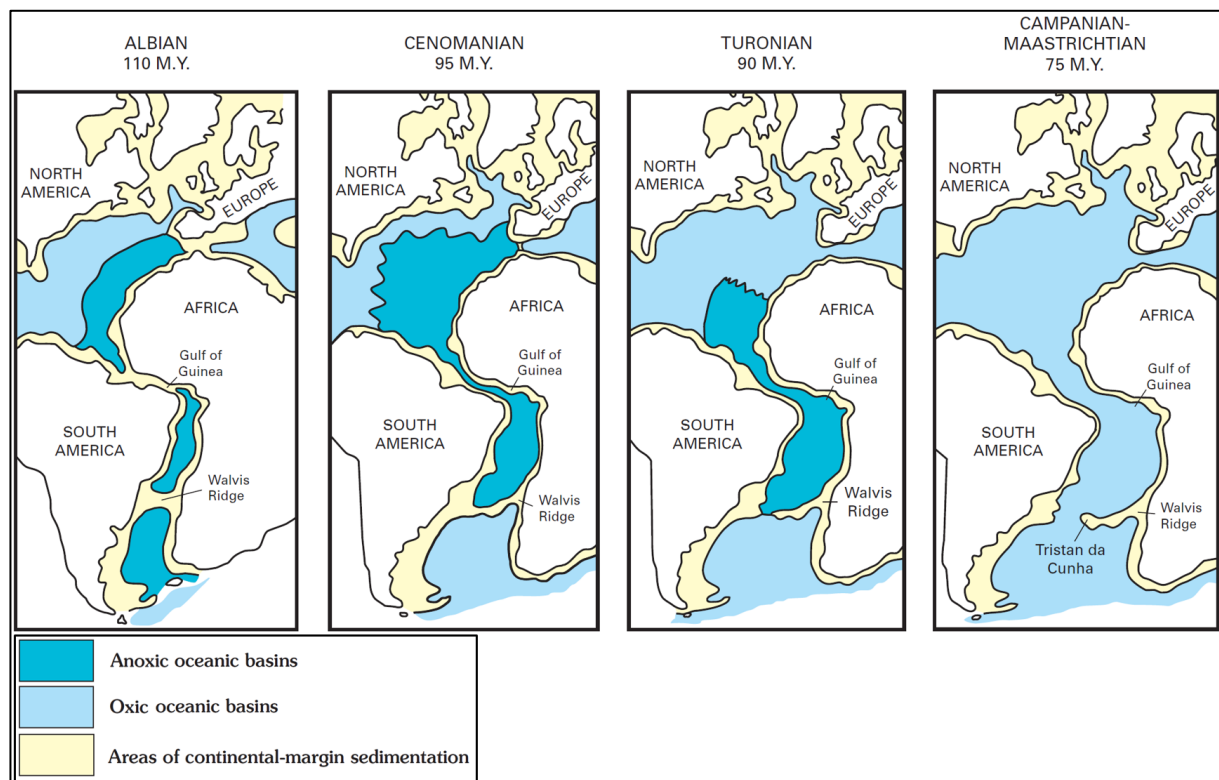 ALBIAN
110 M.Y.
CENOMANIAN
95 M.Y.
TURONIAN
90 M.Y.
CAMPANIAN-
MAASTRICHTIAN
75 M.Y.
NORTH
AMERICA
EUROPE
AFRICA
Gulf of
Guinea
SOUTH
AMERICA
Walvis
Ridge
NORTH
AMERICA
EUROPE
AFRICA
Gulf of
Guinea
SOUTH
AMERICA
Walvis
Ridge
NORTH
AMERICA
EUROPE
AFRICA
Gulf of
Guinea
SOUTH
AMERICA
Walvis
Ridge
NORTH
AMERICA
EUROPE
AFRICA
Gulf of
Guinea
SOUTH
AMERICA
Walvis
Ridge
Tristan da
Cunha
Anoxic oceanic basins
Oxic oceanic basins
Areas of continental-margin sedimentation